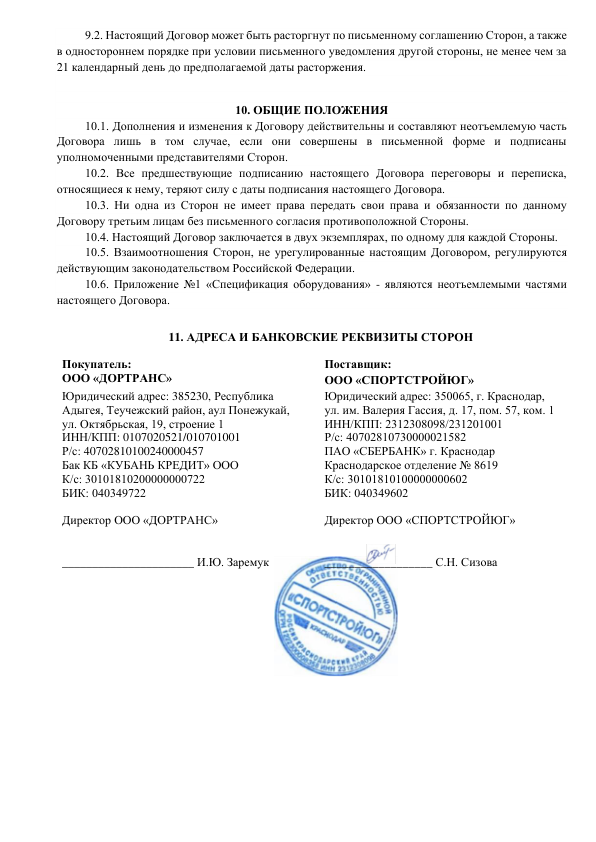 9.2. Настоящий Договор может быть расторгнут по письменному соглашению Сторон, а также
в одностороннем порядке при условии письменного уведомления другой стороны, не менее чем за
21 календарный день до предполагаемой даты расторжения.
10. ОБЩИЕ ПОЛОЖЕНИЯ
10.1. Дополнения и изменения к Договору действительны и составляют неотъемлемую часть
Договора лишь в том случае, если они совершены в письменной форме и подписаны
уполномоченными представителями Сторон.
10.2. Все предшествующие подписанию настоящего Договора переговоры и переписка,
относящиеся к нему, теряют силу с даты подписания настоящего Договора.
10.3. Ни одна из Сторон не имеет права передать свои права и обязанности по данному
Договору третьим лицам без письменного согласия противоположной Стороны.
10.4. Настоящий Договор заключается в двух экземплярах, по одному для каждой Стороны.
10.5. Взаимоотношения Сторон, не урегулированные настоящим Договором, регулируются
действующим законодательством Российской Федерации.
10.6. Приложение №1 «Спецификация оборудования» - являются неотъемлемыми частями
настоящего Договора.
11. АДРЕСА И БАНКОВСКИЕ РЕКВИЗИТЫ СТОРОН
Покупатель:
ООО «ДОРТРАНС»
Юридический адрес: 385230, Республика
Адыгея, Теучежский район, аул Понежукай,
ул. Октябрьская, 19, строение 1
ИНН/КПП: 0107020521/010701001
Р/с: 40702810100240000457
Бак КБ «КУБАНЬ КРЕДИТ» ООО
К/с: 30101810200000000722
БИК: 040349722
Директор ООО «ДОРТРАНС»
И.Ю. Заремук
Поставщик:
ООО «СПОРТСТРОЙЮГ»
Юридический адрес: 350065, г. Краснодар,
ул. им. Валерия Гассия, д. 17, пом. 57, ком. 1
ИНН/КПП: 2312308098/231201001
Р/с: 40702810730000021582
ПАО «СБЕРБАНК» г. Краснодар
Краснодарское отделение № 8619
К/с: 30101810100000000602
БИК: 040349602
Директор ООО «СПОРТСТРОЙЮГ»
С.Н. Сизова
ОБЩЕСТВО С ОГРАНИЧЕННОЙ
ОТВЕТСТВЕННОСТЬЮ
«СПОРТСТРОЙЮГ»
КРАСНОДАР
РОССИЯ КРАСНОДАРСКИЙ КРАЙ